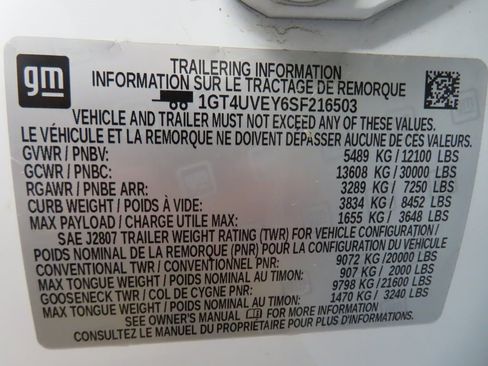 gm
TRAILERING INFORMATION
INFORMATION SUR LE TRACTAGE DE REMORQUE
1GT4UVEY6SF216503
VEHICLE AND TRAILER MUST NOT EXCEED ANY OF THESE VALUES.
LE VÉHICULE ET LA REMORQUE NE DOIVENT DÉPASSER AUCUNE DE CES VALEURS.
GVWR / PNBV: 5489 KG / 12100 LBS
GCWR / PNBC: 13608 KG / 30000 LBS
RGAWR / PNBE ARR: 3289 KG / 7250 LBS
CURB WEIGHT / POIDS À VIDE: 3834 KG / 8452 LBS
MAX PAYLOAD / CHARGE UTILE MAX: 1655 KG / 3648 LBS
SAE J2807 TRAILER WEIGHT RATING (TWR) FOR VEHICLE CONFIGURATION /
POIDS NOMINAL DE LA REMORQUE (PNR) POUR LA CONFIGURATION DU VÉHICULE
CONVENTIONAL TWR / CONVENTIONNEL PNR: 9072 KG /20000 LBS
MAX TONGUE WEIGHT / POIDS NOMINAL AU TIMON: 907 KG / 2000 LBS
GOOSENECK TWR / COL DE CYGNE PNR: 9798 KG /21600 LBS
MAX TONGUE WEIGHT / POIDS NOMINAL AU TIMON: 1470 KG / 3240 LBS
SEE OWNER'S MANUAL FOR MORE INFORMATION
CONSULTEZ LE MANUEL DU PROPRIÉTAIRE POUR PLUS D'INFORMATIONS.